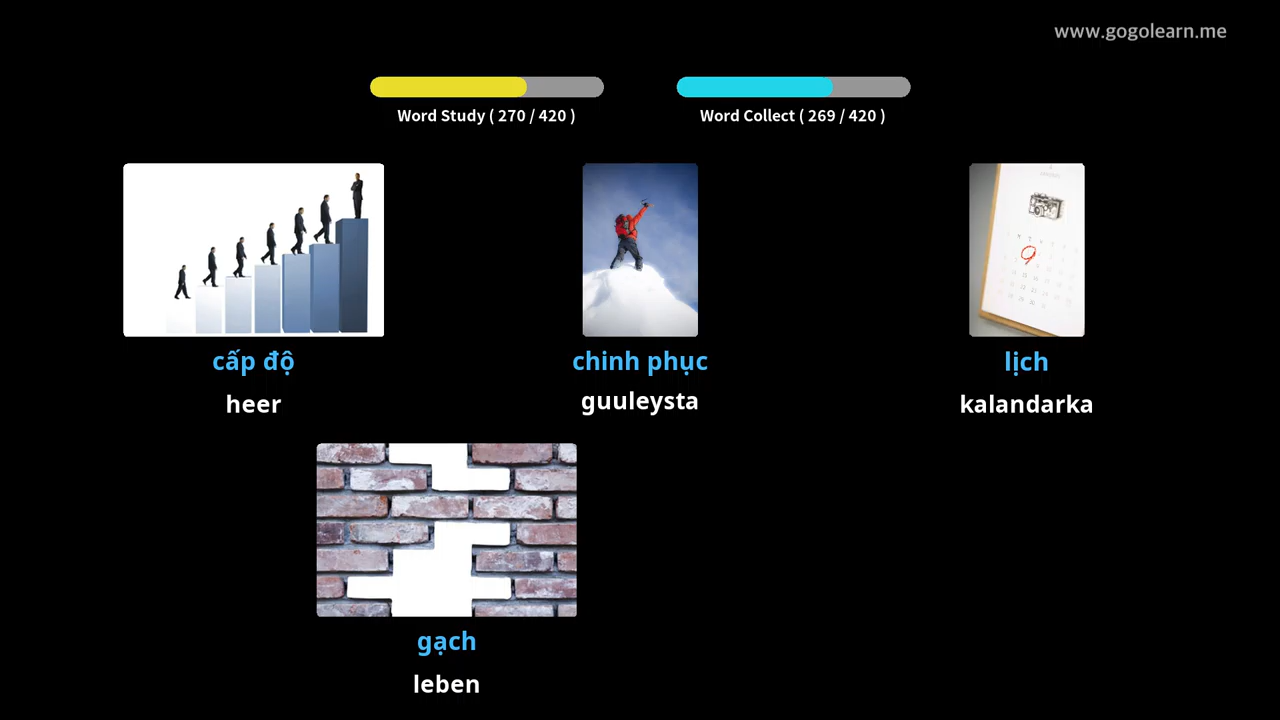 www.gogolearn.me
Word Study ( 270 / 420 )
Word Collect ( 269 / 420 )
cấp độ
chinh phục
lịch
heer
guuleysta
kalandarka
gạch
leben